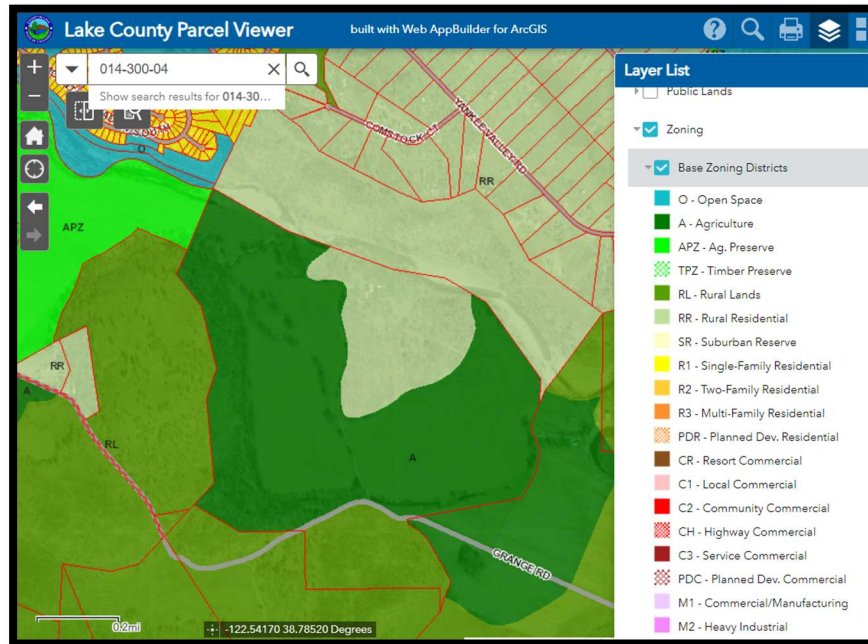 Lake County Parcel Viewer
built with Web AppBuilder for ArcGIS
014-300-04
Show search results for 014-30...
Layer List
Public Lands
Zoning
Base Zoning Districts
O - Open Space
A - Agriculture
APZ - Ag. Preserve
TPZ - Timber Preserve
RL - Rural Lands
RR - Rural Residential
SR - Suburban Reserve
R1 - Single-Family Residential
R2 - Two-Family Residential
R3 - Multi-Family Residential
PDR - Planned Dev. Residential
CR - Resort Commercial
C1 - Local Commercial
C2 - Community Commercial
CH - Highway Commercial
C3 - Service Commercial
PDC - Planned Dev. Commercial
M1 - Commercial/Manufacturing
M2 - Heavy Industrial
APZ
COMSTOCK CT
YANKEE VALLEY RD
O
RR
APZ
RR
A
RL
A
GRANGE RD
0.2mi
-122.54170 38.78520 Degrees